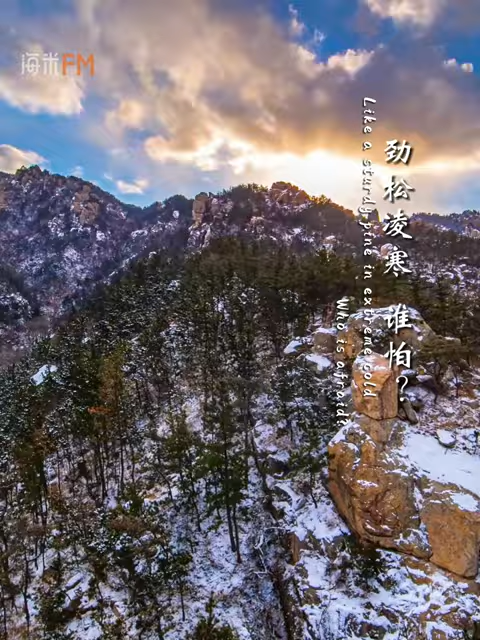 海米FM
劲松凌寒 谁怕？
Like a sturdy pine in extreme cold
Who is afraid?